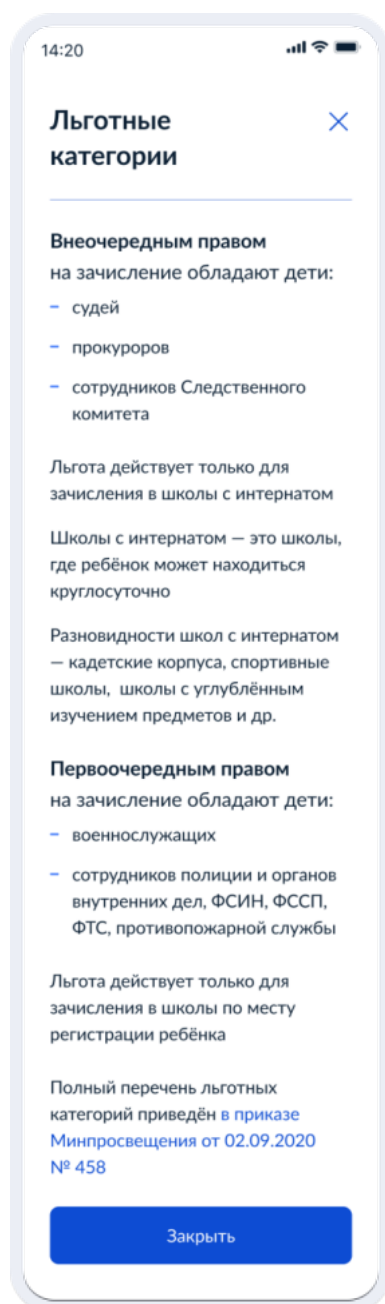 14:20
Льготные
категории
Внеочередным правом
на зачисление обладают дети:
– судей
– прокуроров
– сотрудников Следственного
комитета
Льгота действует только для
зачисления в школы с интернатом
Школы с интернатом — это школы,
где ребёнок может находиться
круглосуточно
Разновидности школ с интернатом
— кадетские корпуса, спортивные
школы, школы с углублённым
изучением предметов и др.
Первоочередным правом
на зачисление обладают дети:
– военнослужащих
– сотрудников полиции и органов
внутренних дел, ФСИН, ФССП,
ФТС, противопожарной службы
Льгота действует только для
зачисления в школы по месту
регистрации ребёнка
Полный перечень льготных
категорий приведён в приказе
Минпросвещения от 02.09.2020
№ 458
Закрыть